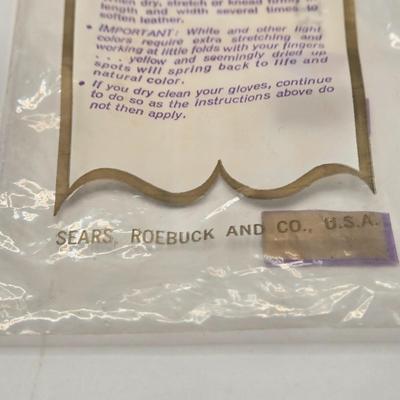 when dry, stretch or knead firmly in
length and width several times to
soften leather.
• IMPORTANT: White and other light
colors require extra stretching and
working at little folds with your fingers
... yellow and seemingly dried up
spots will spring back to life and
natural color.
• If you dry clean your gloves, continue
to do so as the instructions above do
not then apply.
SEARS, ROEBUCK AND CO., U.S.A.